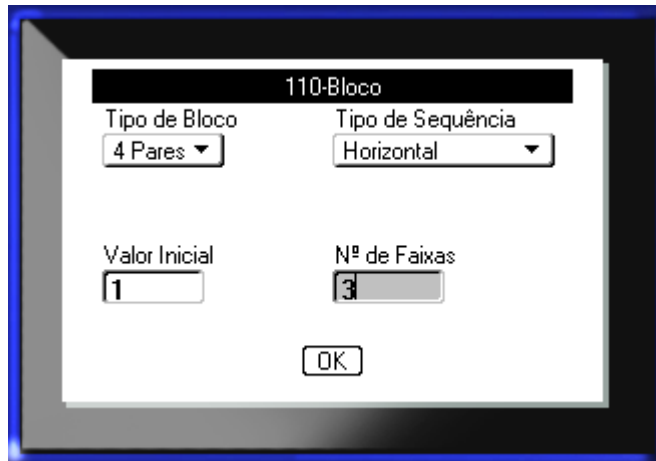 110-Bloco
Tipo de Bloco Tipo de Sequência
4 Pares Horizontal
Valor Inicial Nº de Faixas
1 3
OK